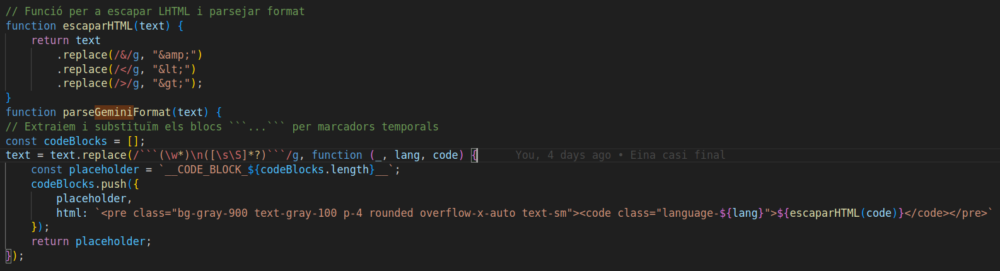 // Funció per a escapar LHTML i parsejar format
function escaparHTML(text) {
    return text
        .replace(/&/g, "&amp;")
        .replace(/</g, "&lt;")
        .replace(/>/g, "&gt;");
}
function parseGeminiFormat(text) {
// Extraiem i substituïm els blocs ```...``` per marcadors temporals
const codeBlocks = [];
text = text.replace(/```(\w*)\n([\s\S]*?)```/g, function (_, lang, code) {      You, 4 days ago • Eina casi final
    const placeholder = `__CODE_BLOCK_${codeBlocks.length}__`;
    codeBlocks.push({
        placeholder,
        html: `<pre class="bg-gray-900 text-gray-100 p-4 rounded overflow-x-auto text-sm"><code class="language-${lang}">${escaparHTML(code)}</code></pre>`
    });
    return placeholder;
});